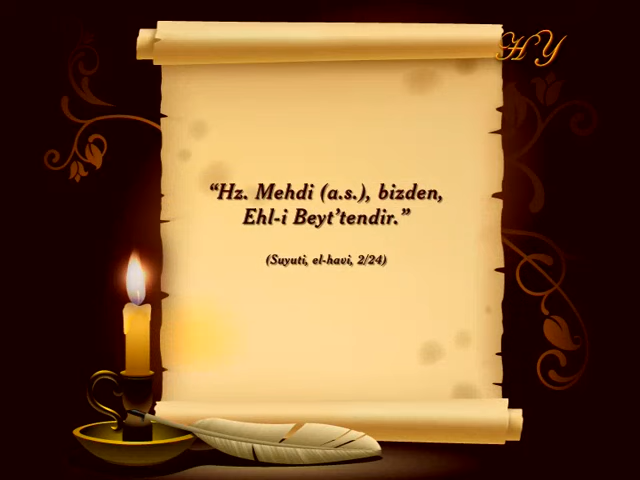 HY
“Hz. Mehdi (a.s.), bizden,
Ehl-i Beyt'tendir.”
(Suyuti, el-havi, 2/24)